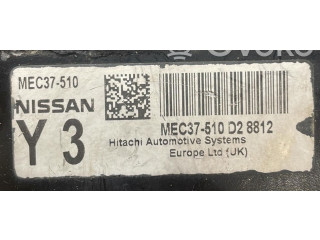 MEC37-510
NISSAN
Y 3
MEC37-510 D2 8812
Hitachi Automotive Systems
Europe Ltd (UK)